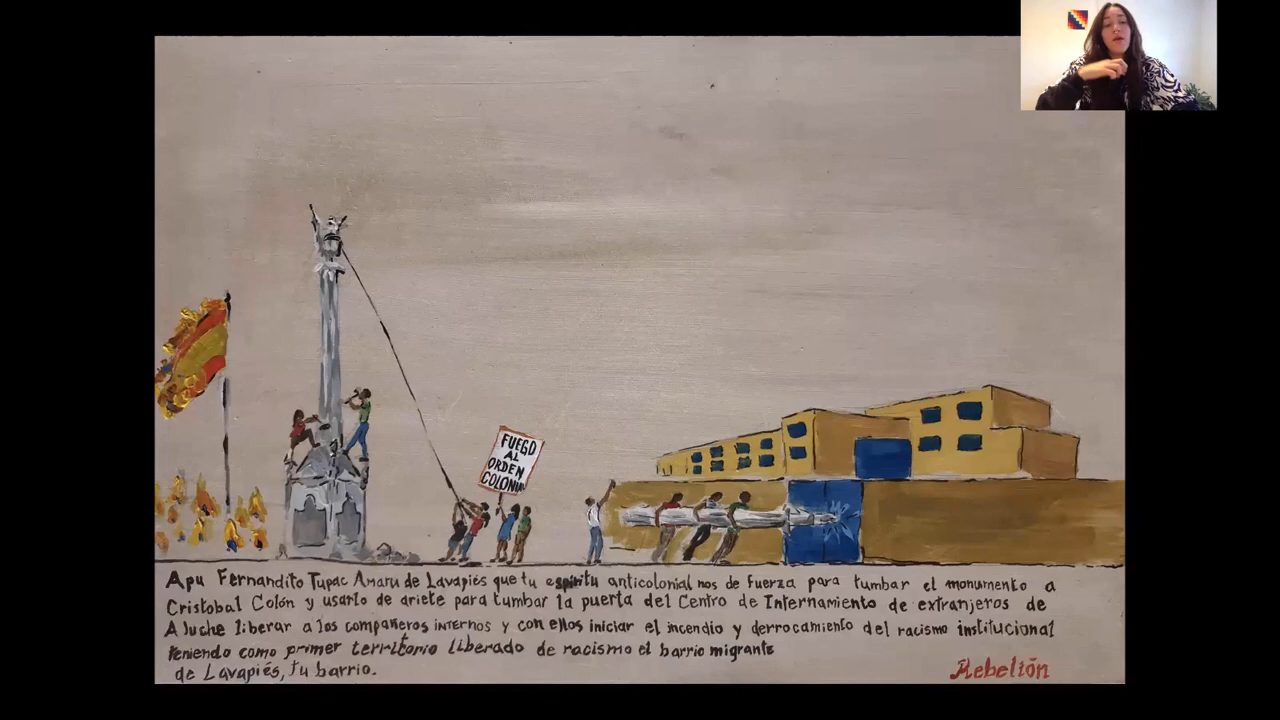 FUEGO
AL
ORDEN
COLONIAL
Apu Fernandito Tupac Amaru de Lavapiés que tu espíritu anticolonial nos de fuerza para tumbar el monumento a
Cristobal Colón y usarlo de ariete para tumbar la puerta del Centro de Internamiento de extranjeros de
Aluche liberar a los compañeros internos y con ellos iniciar el incendio y derrocamiento del racismo institucional
teniendo como primer territorio liberado de racismo el barrio migrante
de Lavapiés, tu barrio.
Rebelión